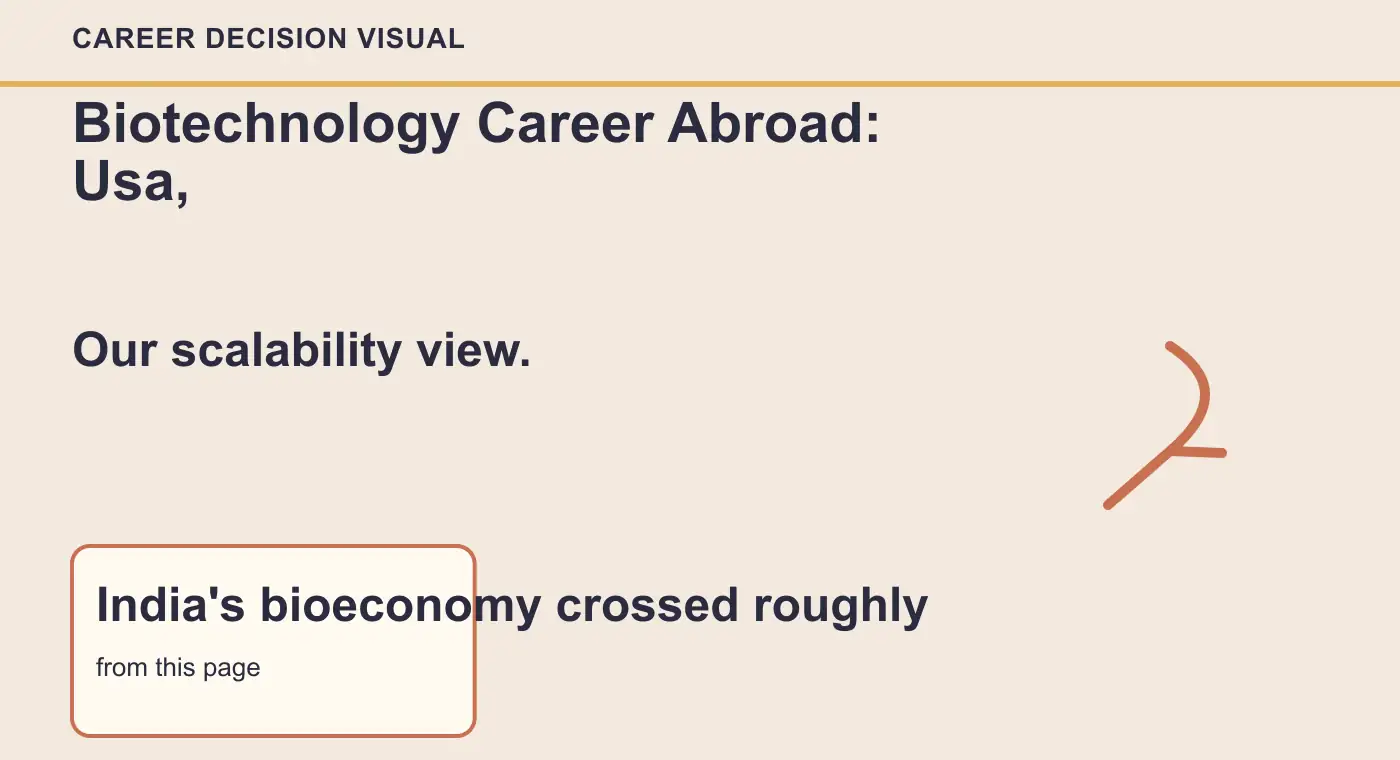 CAREER DECISION VISUAL
Biotechnology Career Abroad:
Usa,
Our scalability view.
India's bioeconomy crossed roughly
from this page